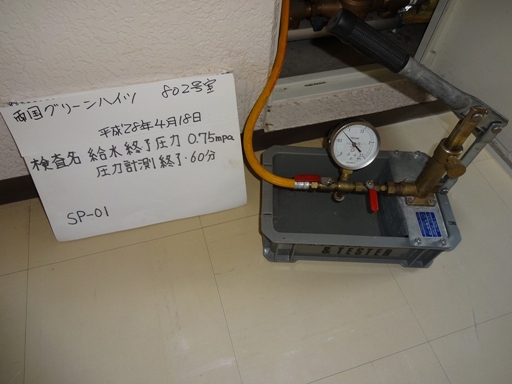 両国グリーンハイツ 802号室
平成28年4月18日
検査名 給水終了圧力 0.75mpa
圧力計測終了・60分
SP-01
& TESTER